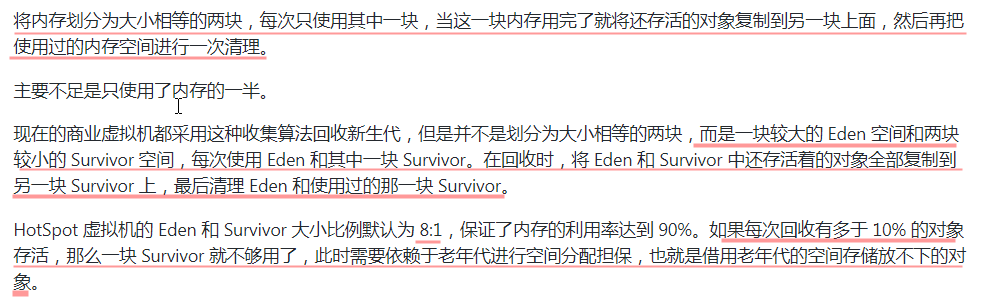 将内存划分为大小相等的两块，每次只使用其中一块，当这一块内存用完了就将还存活的对象复制到另一块上面，然后再把
使用过的内存空间进行一次清理。
主要不足是只使用了内存的一半。
现在的商业虚拟机都采用这种收集算法回收新生代，但是并不是划分为大小相等的两块，而是一块较大的 Eden 空间和两块
较小的 Survivor 空间，每次使用 Eden 和其中一块 Survivor。在回收时，将 Eden 和 Survivor 中还存活着的对象全部复制到
另一块 Survivor 上，最后清理 Eden 和使用过的那一块 Survivor。
HotSpot 虚拟机的 Eden 和 Survivor 大小比例默认为 8:1，保证了内存的利用率达到 90%。如果每次回收有多于 10% 的对象
存活，那么一块 Survivor 就不够用了，此时需要依赖于老年代进行空间分配担保，也就是借用老年代的空间存储放不下的对
象。